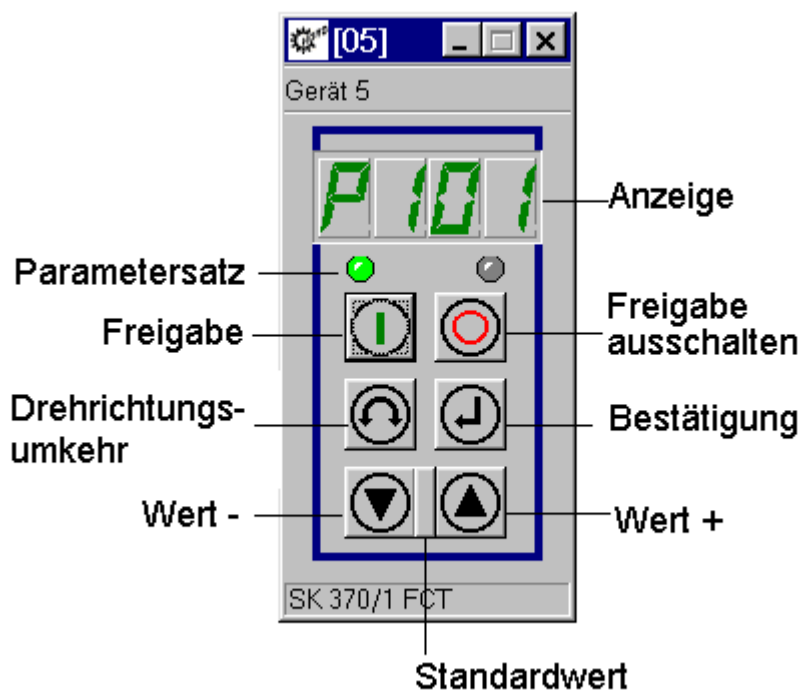 [05]
Gerät 5
P101
Anzeige
Parametersatz
Freigabe
Freigabe
ausschalten
Drehrichtungs-
umkehr
Bestätigung
Wert -
Wert +
SK 370/1 FCT
Standardwert